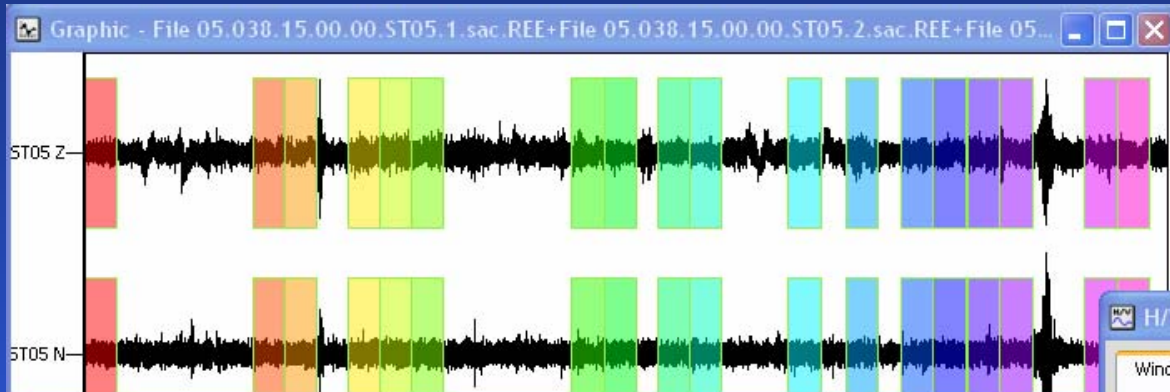 Graphic - File 05.038.15.00.00.ST05.1.sac.REE+File 05.038.15.00.00.ST05.2.sac.REE+File 05...
ST05 Z
ST05 N
H/V
H/
Wind